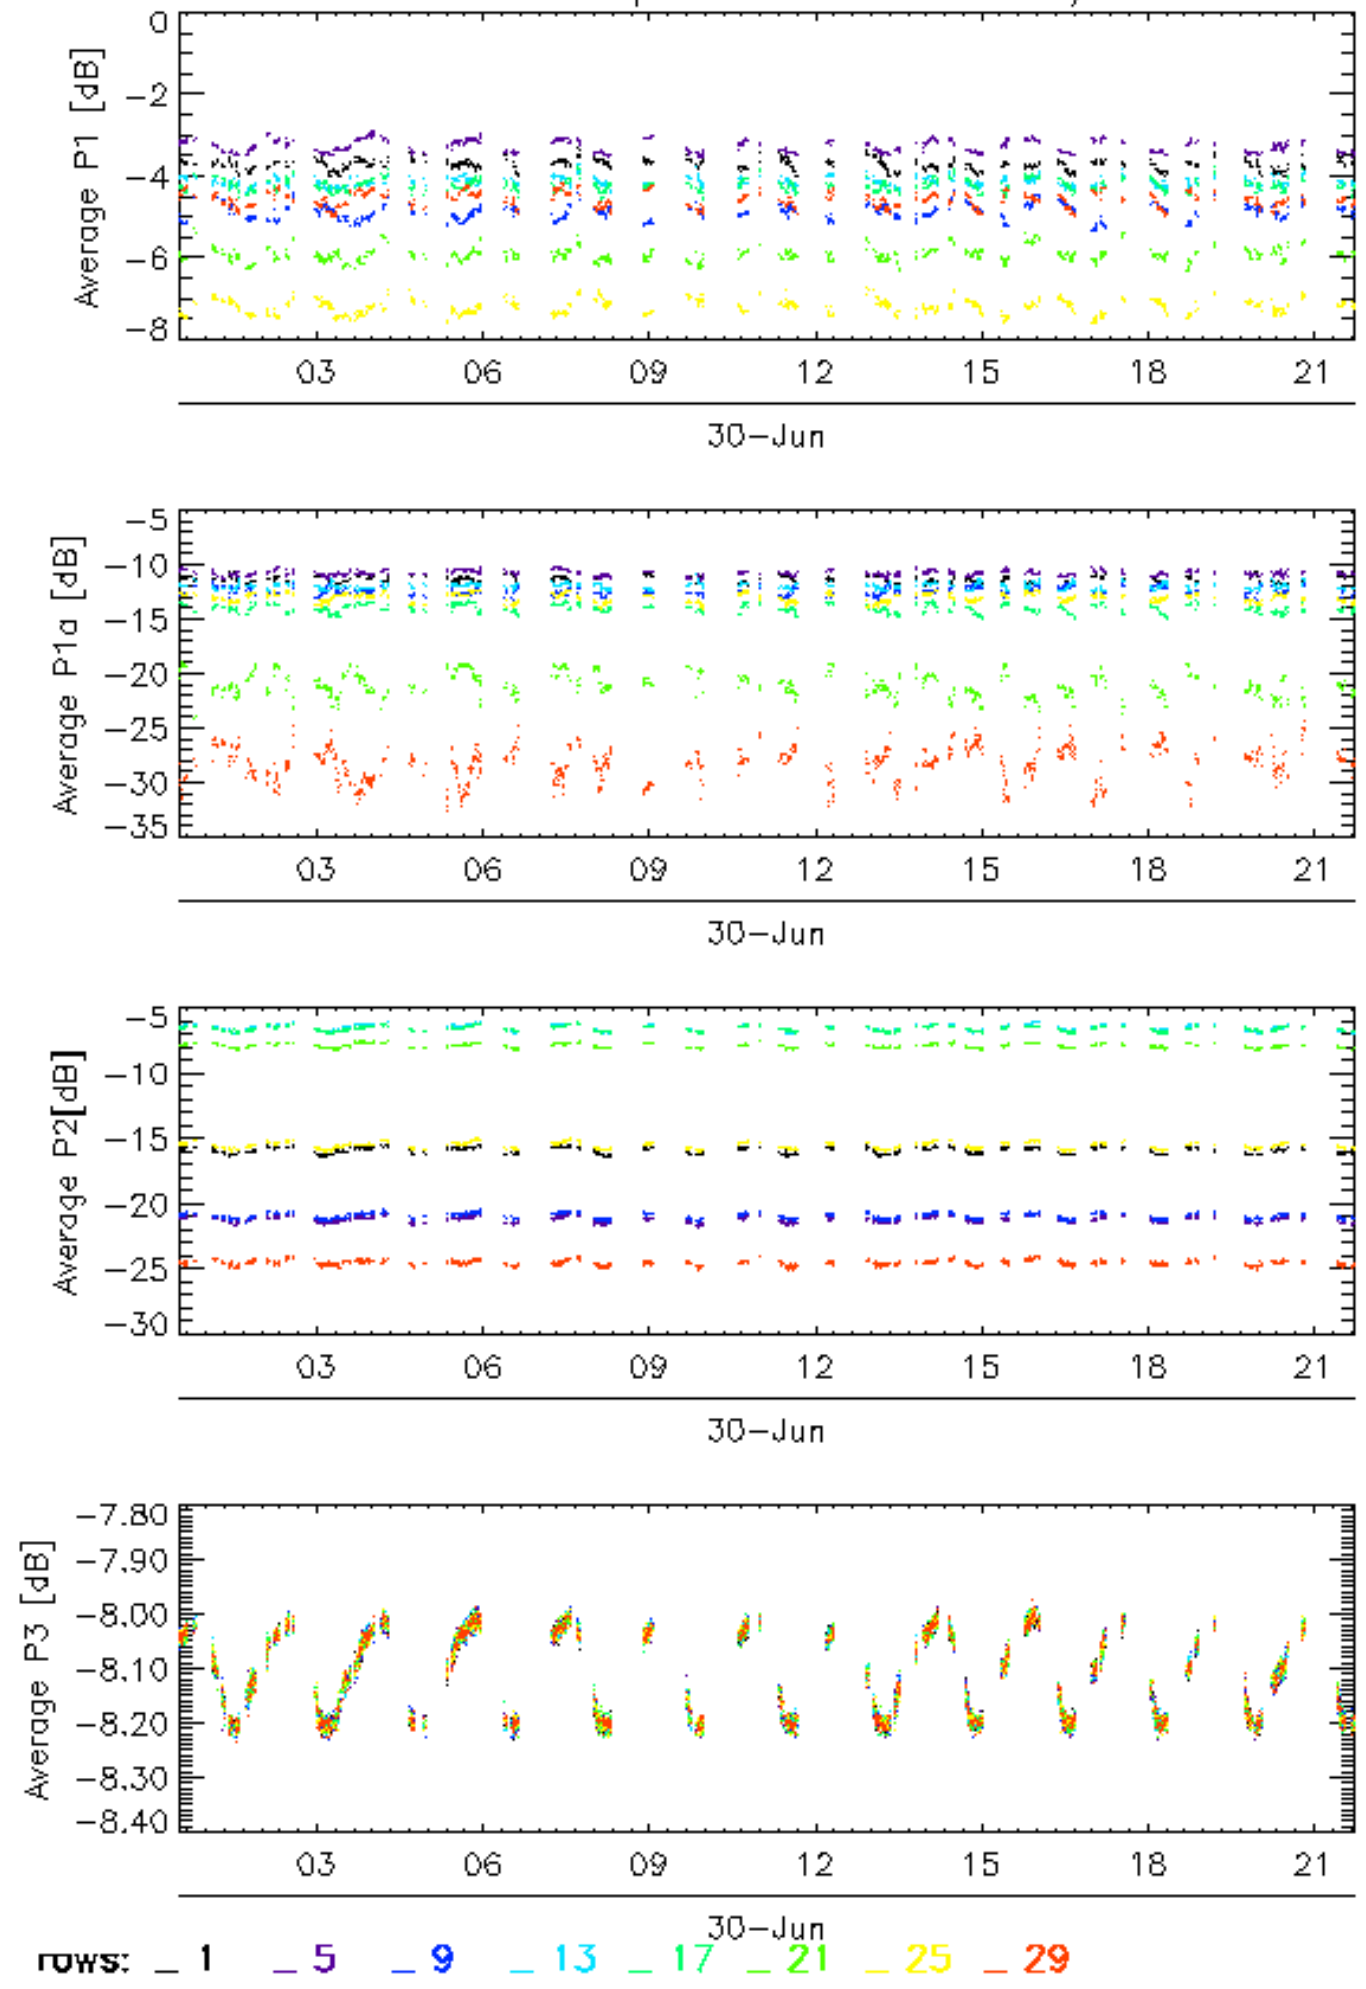 0
-2
-4
-6
-8
Average P1 [dB]
03 06 09 12 15 18 21
30-Jun
-5
-10
-15
-20
-25
-30
-35
Average P1a [dB]
03 06 09 12 15 18 21
30-Jun
-5
-10
-15
-20
-25
-30
Average P2[dB]
03 06 09 12 15 18 21
30-Jun
-7.80
-7.90
-8.00
-8.10
-8.20
-8.30
-8.40
Average P3 [dB]
03 06 09 12 15 18 21
30-Jun
rows: _ 1 _ 5 _ 9 _ 13 _ 17 _ 21 _ 25 _ 29